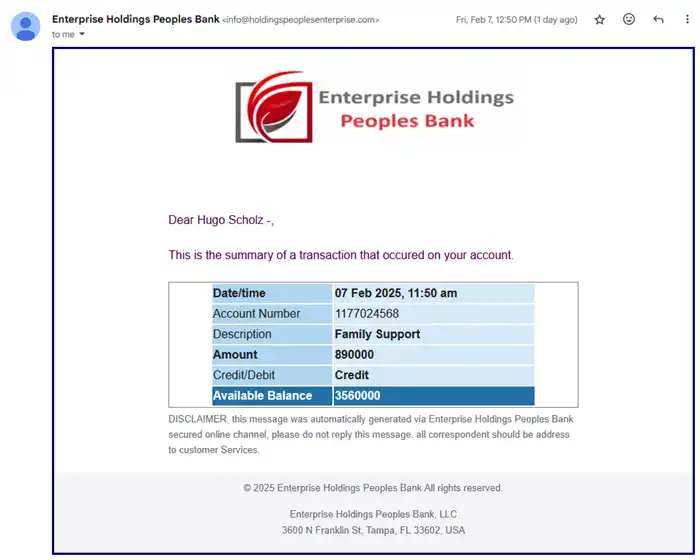 Enterprise Holdings Peoples Bank <info@holdingspeoplesenterprise.com>
Fri, Feb 7, 12:50 PM (1 day ago)
to me
Enterprise Holdings
Peoples Bank
Dear Hugo Scholz -,
This is the summary of a transaction that occured on your account.
Date/time 07 Feb 2025, 11:50 am
Account Number 1177024568
Description Family Support
Amount 890000
Credit/Debit Credit
Available Balance 3560000
DISCLAIMER, this message was automatically generated via Enterprise Holdings Peoples Bank
secured online channel, please do not reply this message. all correspondent should be address
to customer Services.
© 2025 Enterprise Holdings Peoples Bank All rights reserved.
Enterprise Holdings Peoples Bank, LLC
3600 N Franklin St, Tampa, FL 33602, USA